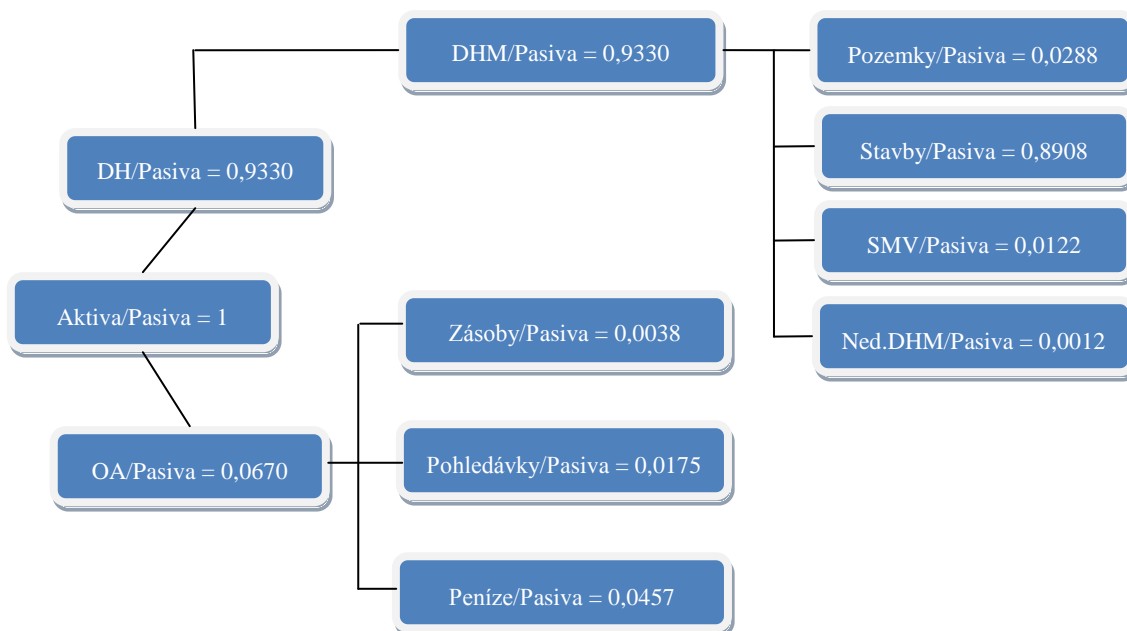 DHM/Pasiva = 0,9330
Pozemky/Pasiva = 0,0288
Stavby/Pasiva = 0,8908
DH/Pasiva = 0,9330
SMV/Pasiva = 0,0122
Aktiva/Pasiva = 1
Zásoby/Pasiva = 0,0038
Ned.DHM/Pasiva = 0,0012
OA/Pasiva = 0,0670
Pohledávky/Pasiva = 0,0175
Peníze/Pasiva = 0,0457